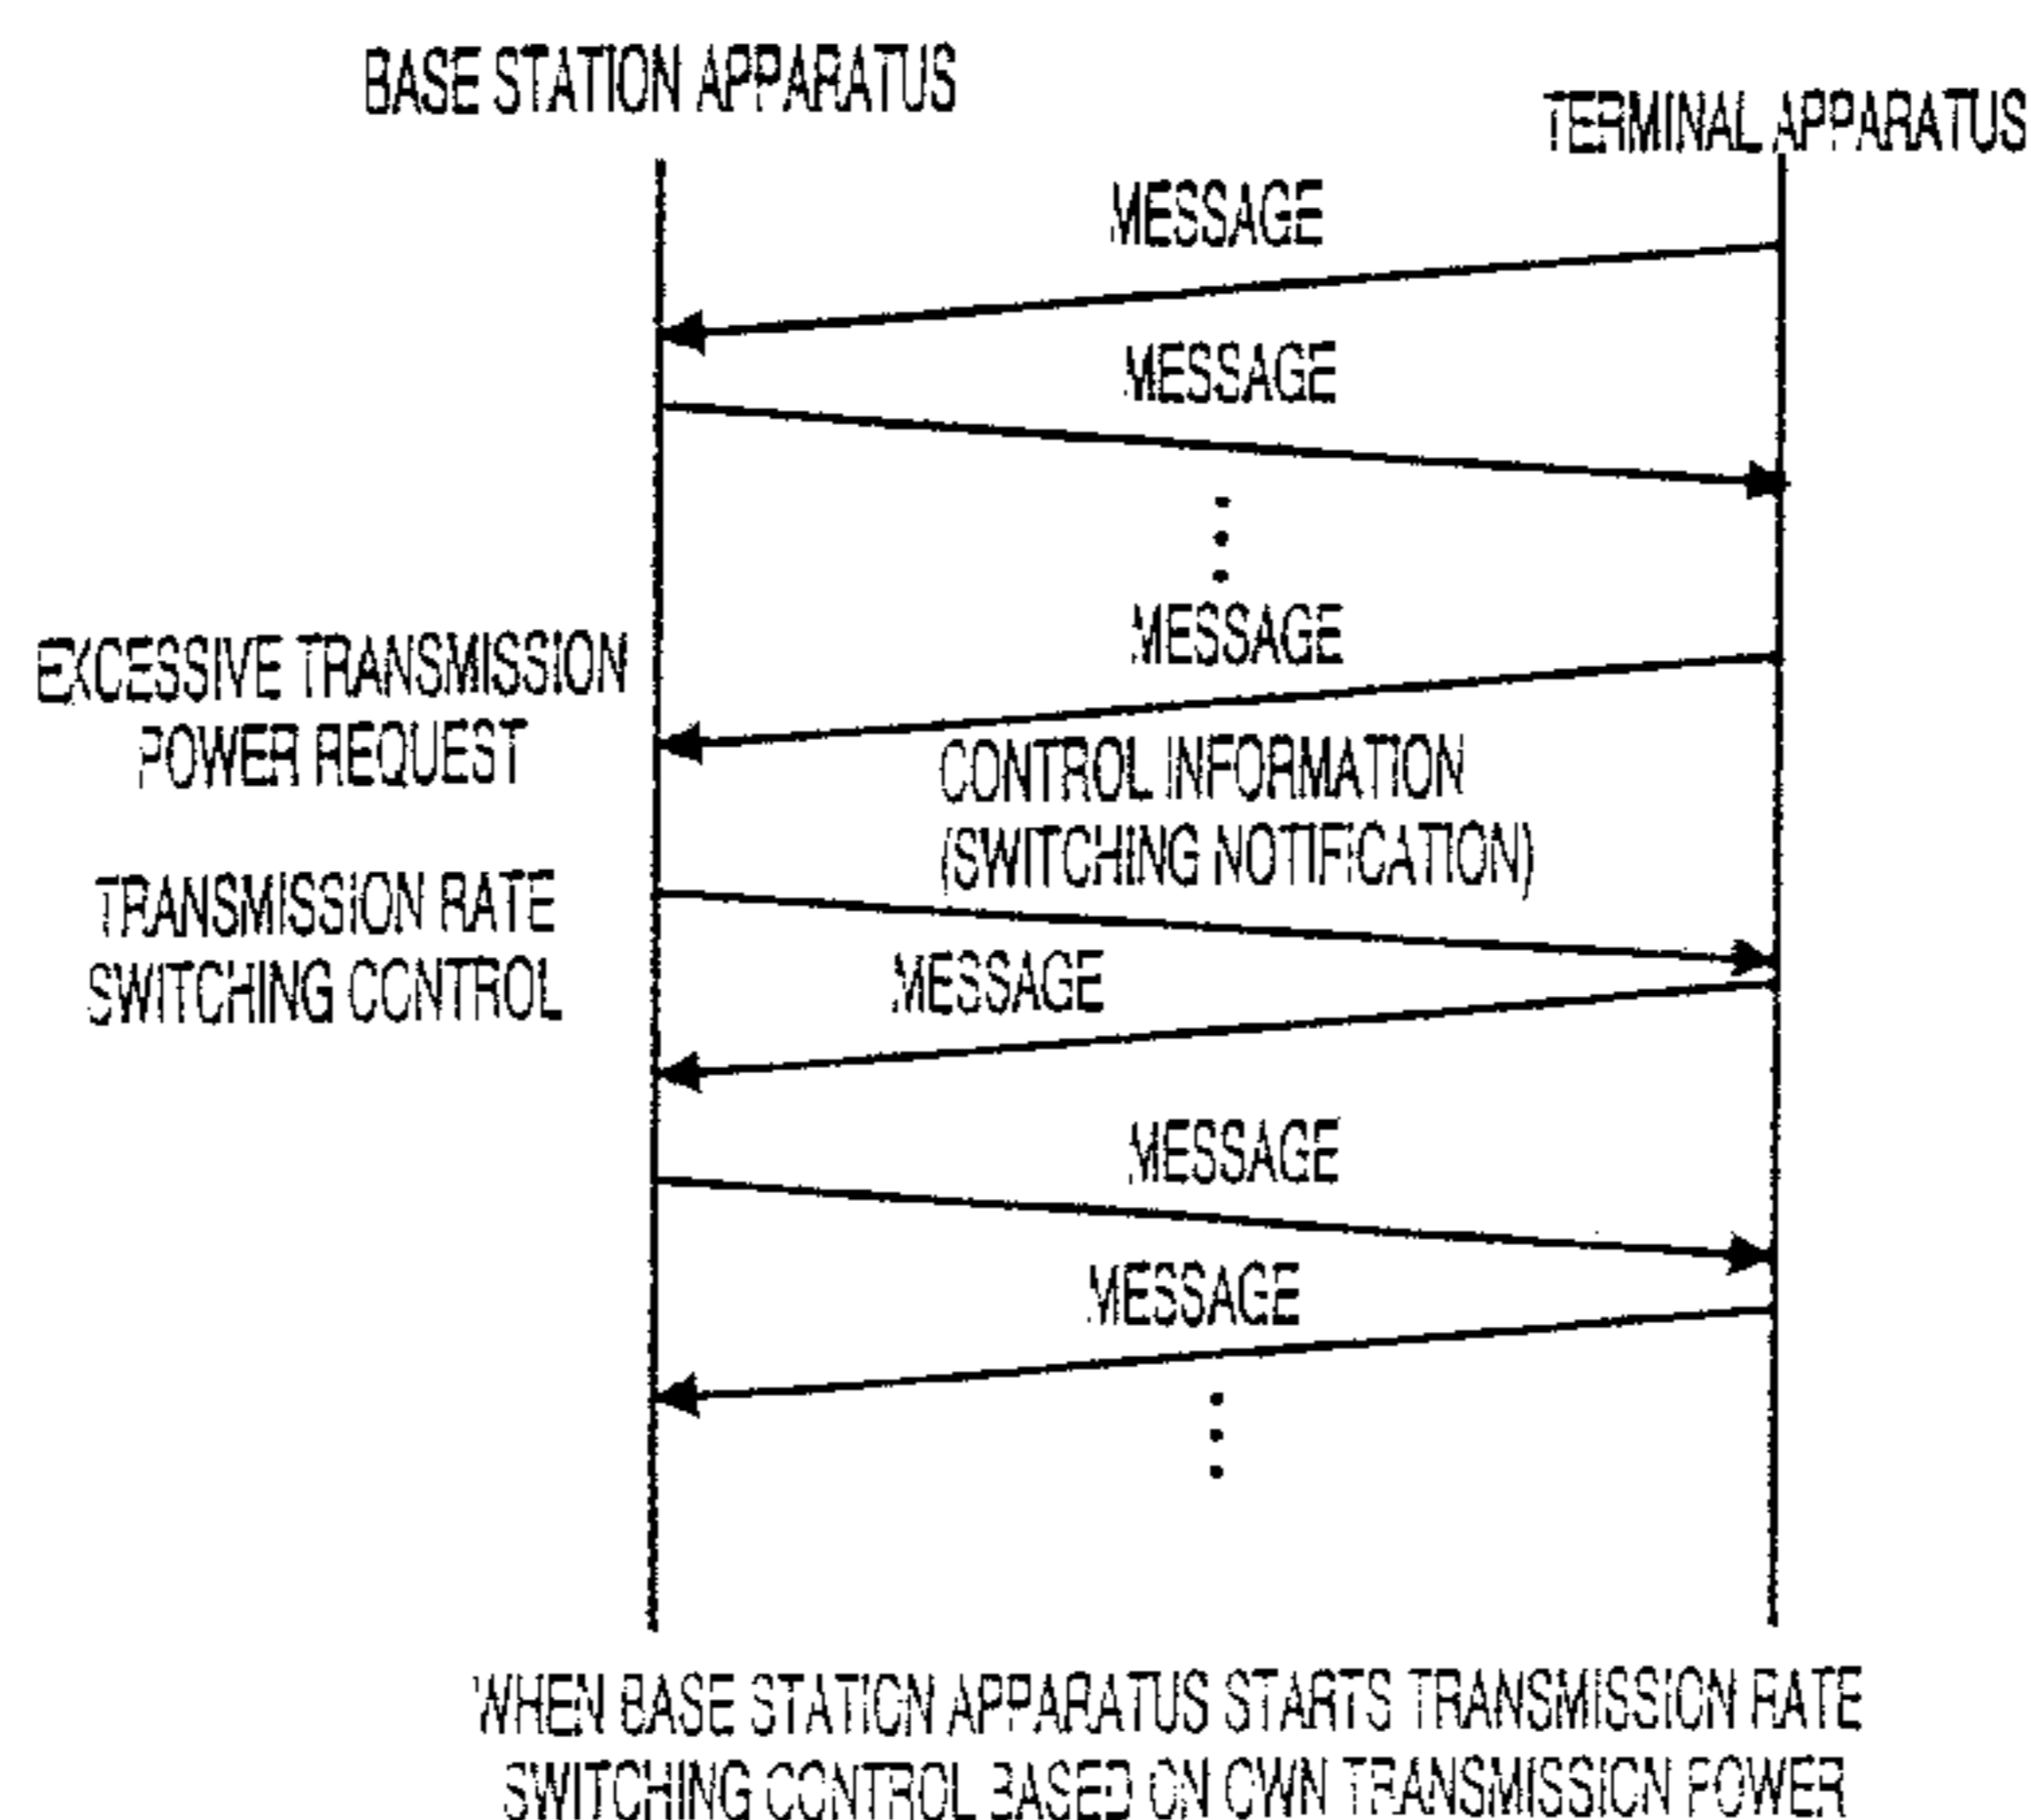 BASE STATION APPARATUS
TERMINAL APPARATUS
MESSAGE
MESSAGE
MESSAGE
EXCESSIVE TRANSMISSION
POWER REQUEST
CONTROL INFORMATION
(SWITCHING NOTIFICATION)
TRANSMISSION RATE
SWITCHING CONTROL
MESSAGE
MESSAGE
MESSAGE
WHEN BASE STATION APPARATUS STARTS TRANSMISSION RATE
SWITCHING CONTROL BASED ON OWN TRANSMISSION POWER